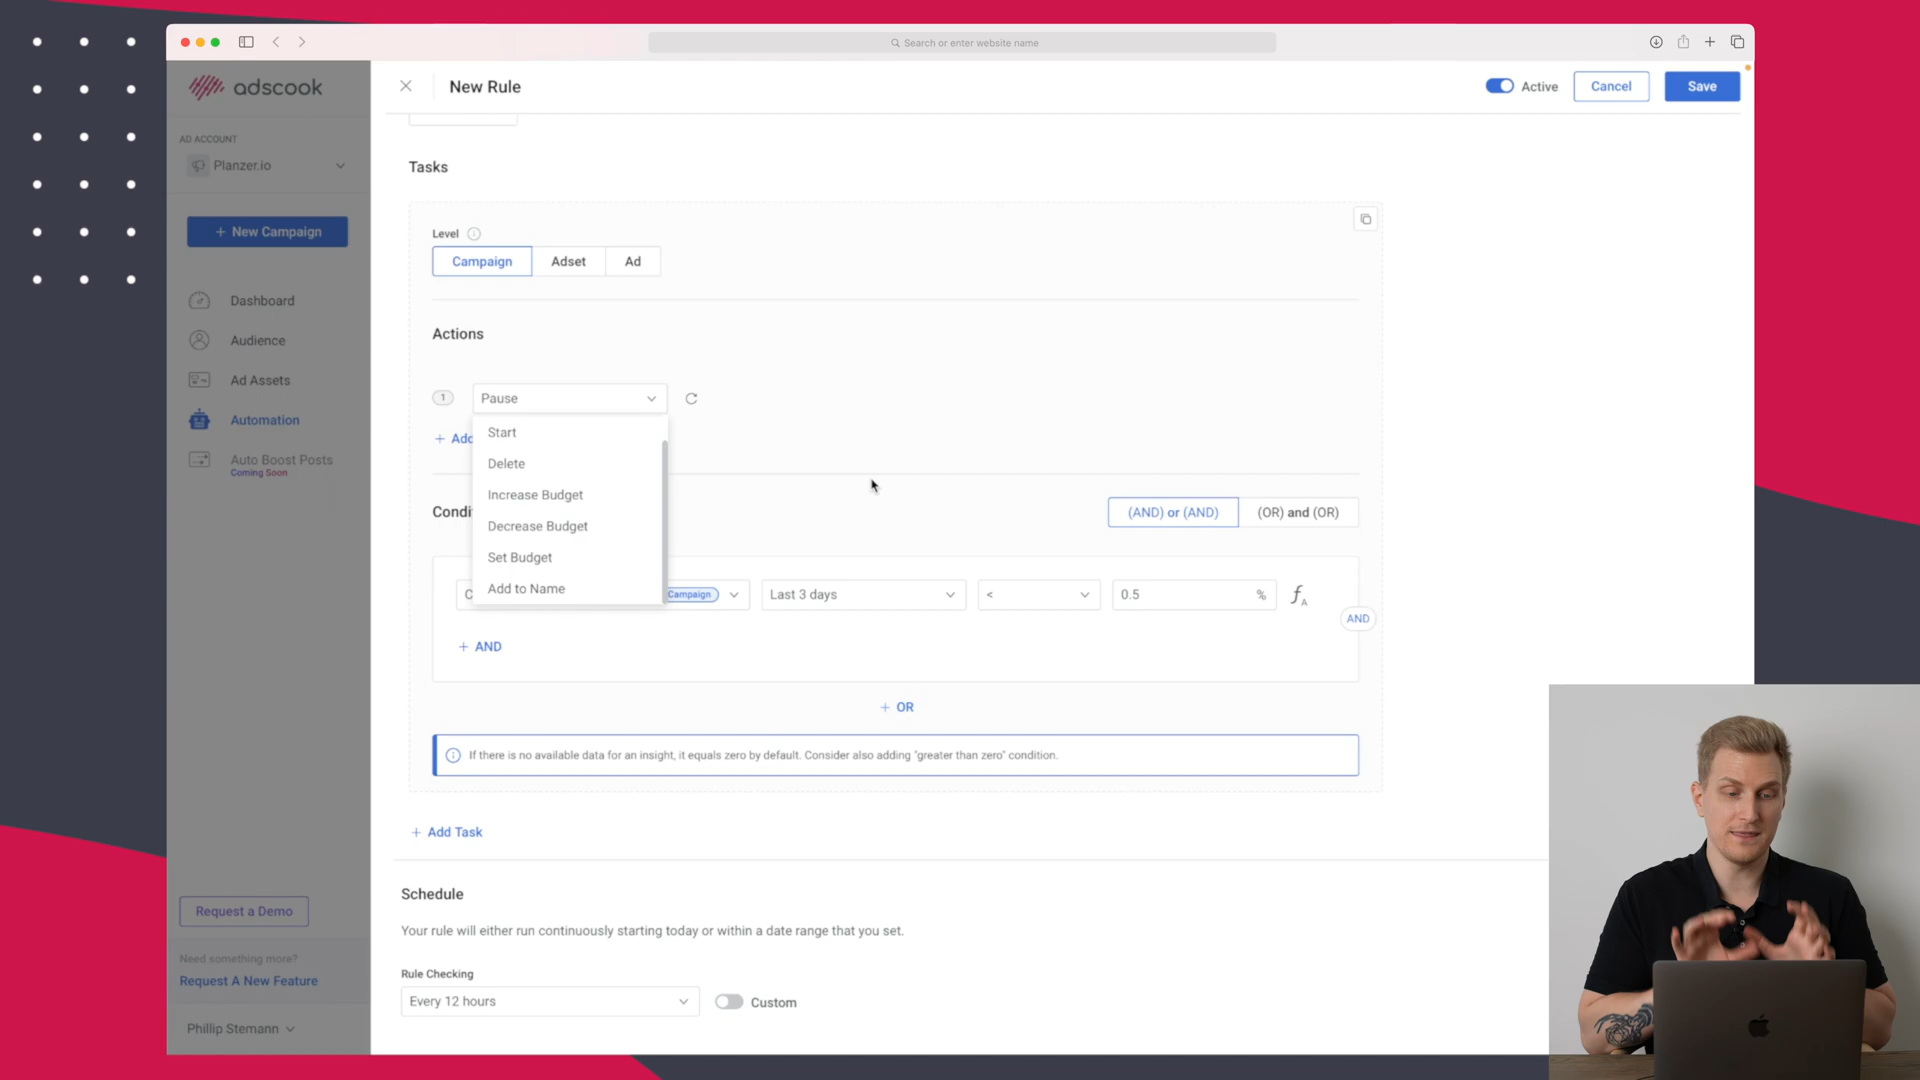 Search or enter website name
adscook
New Rule
Active
Cancel
Save
AD ACCOUNT
Planzer.io
Tasks
+ New Campaign
Level
Campaign
Adset
Ad
Dashboard
Actions
Audience
Ad Assets
1
Pause
Automation
Start
+ Add
Auto Boost Posts
Coming Soon
Delete
Increase Budget
(AND) or (AND)
(OR) and (OR)
Decrease Budget
Set Budget
Add to Name
Campaign
Last 3 days
<
0.5
%
AND
+ AND
+ OR
If there is no available data for an insight, it equals zero by default. Consider also adding "greater than zero" condition.
+ Add Task
Schedule
Request a Demo
Your rule will either run continuously starting today or within a date range that you set.
Need something more?
Request A New Feature
Rule Checking
Every 12 hours
Custom
Phillip Stemann